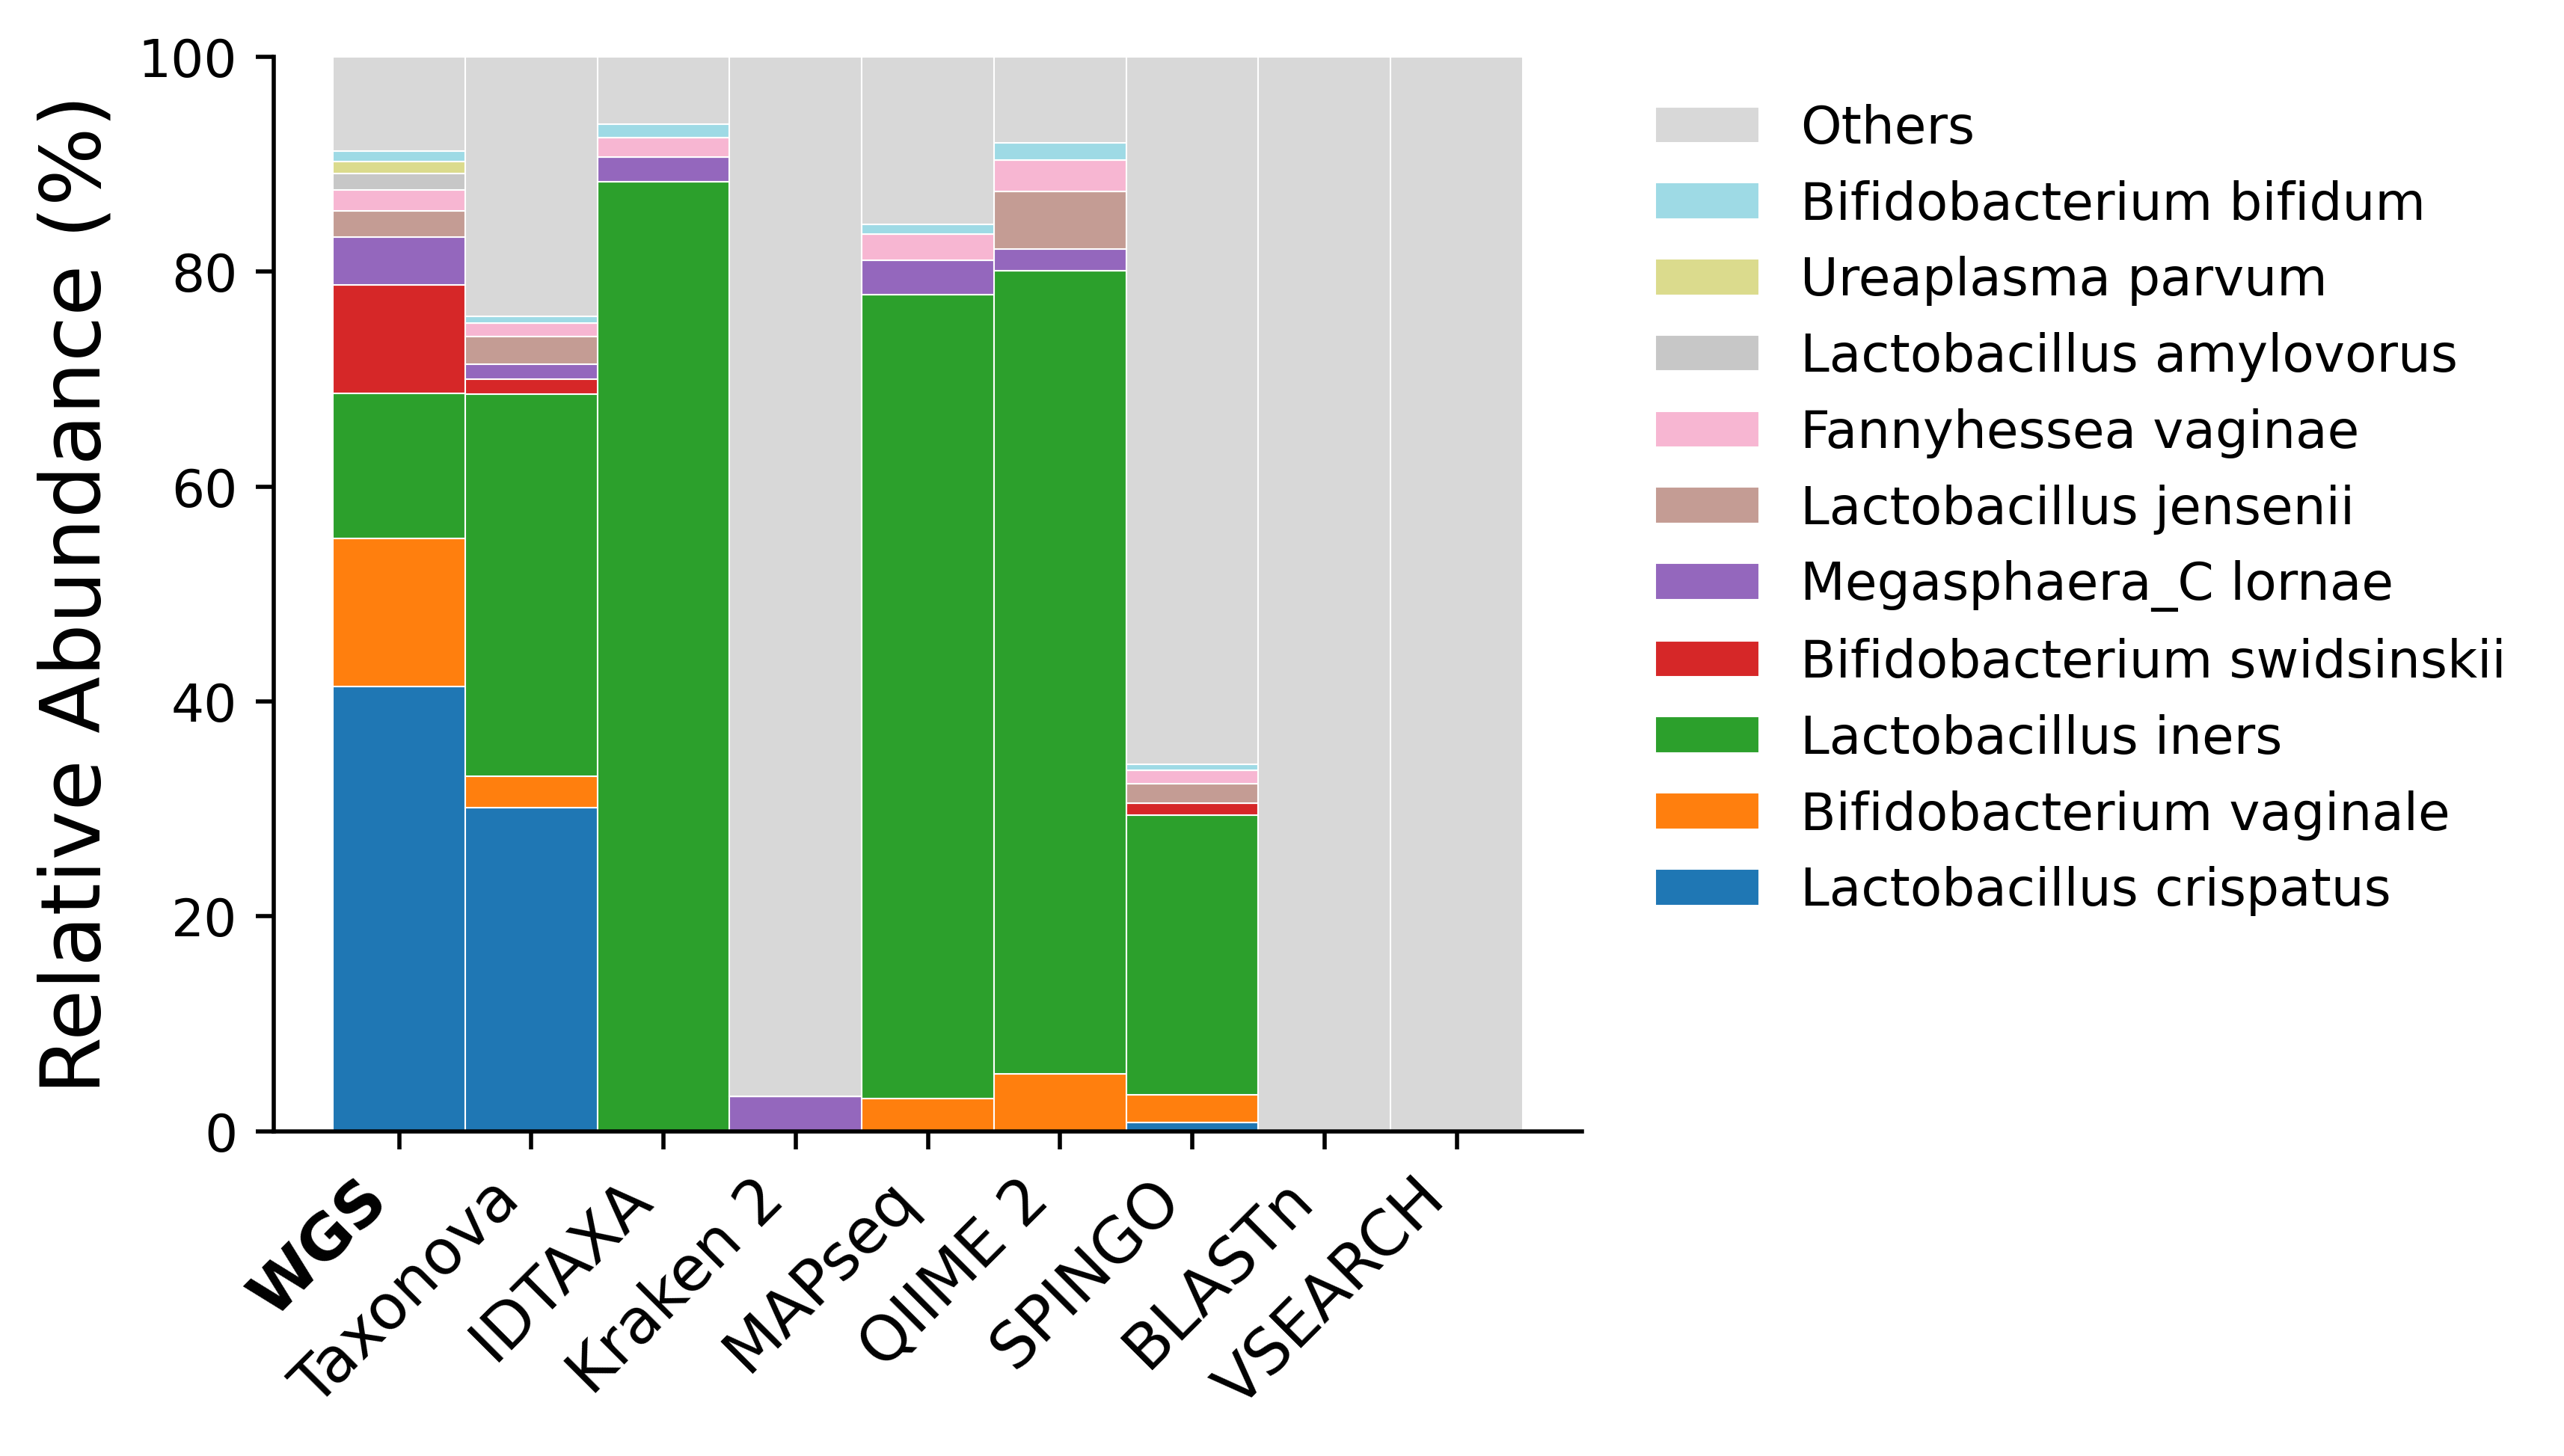 Relative Abundance (%)
100
80
60
40
20
0
WGS
Taxonova
IDTAXA
Kraken 2
MAPseq
QIIME 2
SPINGO
BLASTn
VSEARCH
Others
Bifidobacterium bifidum
Ureaplasma parvum
Lactobacillus amylovorus
Fannyhessea vaginae
Lactobacillus jensenii
Megasphaera_C lornae
Bifidobacterium swidsinskii
Lactobacillus iners
Bifidobacterium vaginale
Lactobacillus crispatus